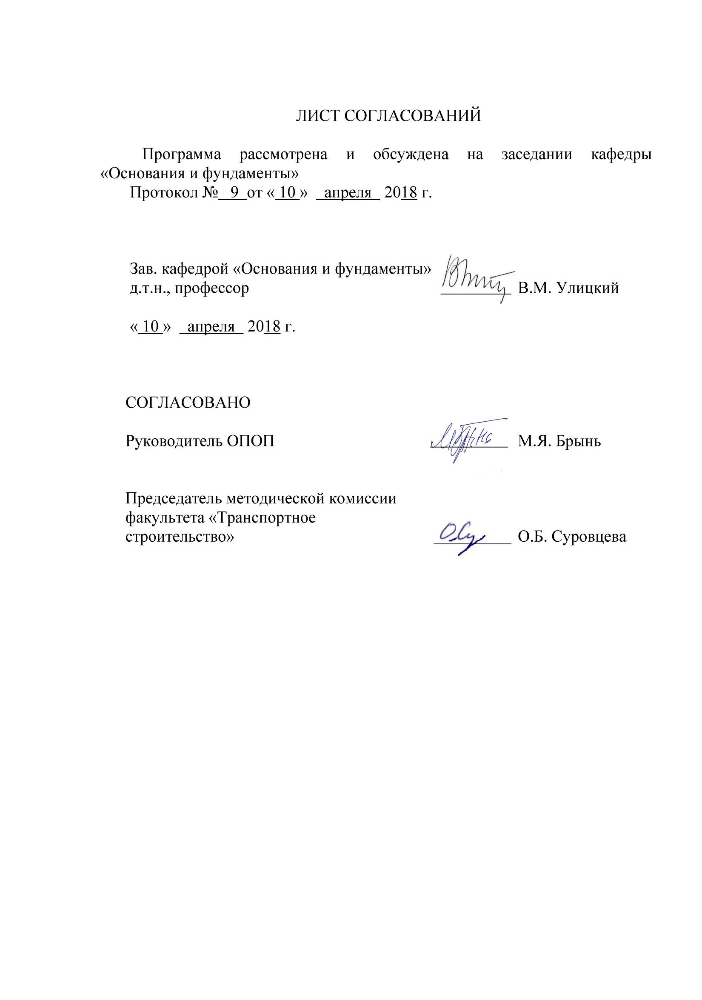 ЛИСТ СОГЛАСОВАНИЙ
Программа рассмотрена и обсуждена на заседании кафедры
«Основания и фундаменты»
Протокол № 9 от « 10 » апреля 2018 г.
Зав. кафедрой «Основания и фундаменты»
д.т.н., профессор В.М. Улицкий
« 10 » апреля 2018 г.
СОГЛАСОВАНО
Руководитель ОПОП М.Я. Брынь
Председатель методической комиссии
факультета «Транспортное
строительство» О.Б. Суровцева